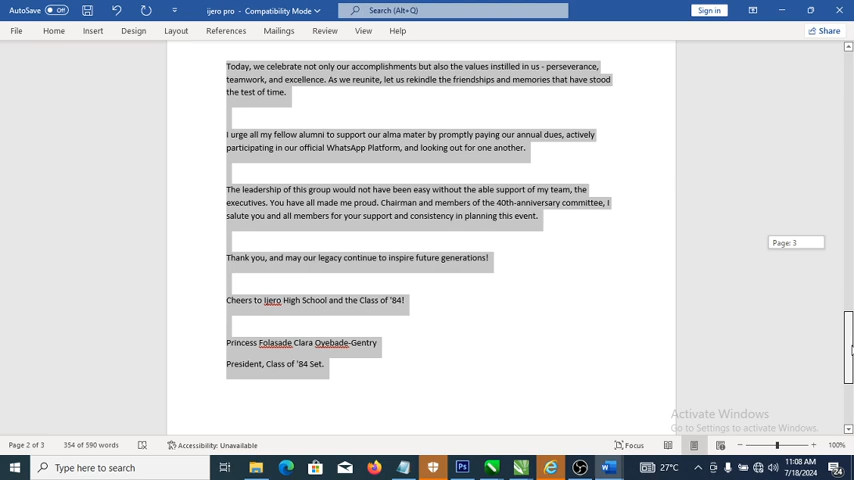 AutoSave Off ijero pro - Compatibility Mode Search (Alt+Q) Sign in
File Home Insert Design Layout References Mailings Review View Help Share
Today, we celebrate not only our accomplishments but also the values instilled in us - perseverance,
teamwork, and excellence. As we reunite, let us rekindle the friendships and memories that have stood
the test of time.
I urge all my fellow alumni to support our alma mater by promptly paying our annual dues, actively
participating in our official WhatsApp Platform, and looking out for one another.
The leadership of this group would not have been easy without the able support of my team, the
executives. You have all made me proud. Chairman and members of the 40th-anniversary committee, I
salute you and all members for your support and consistency in planning this event.
Page: 3
Thank you, and may our legacy continue to inspire future generations!
Cheers to Ijero High School and the Class of '84!
Princess Folasade Clara Oyebade-Gentry
President, Class of '84 Set.
Activate Windows
Go to Settings to activate Windows.
Page 2 of 3 354 of 590 words Accessibility: Unavailable Focus 100%
Type here to search 27°C 11:08 AM
7/18/2024 24